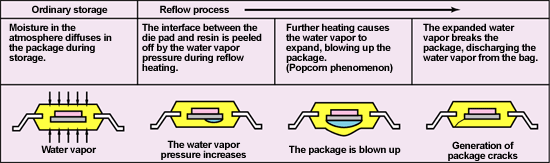 Ordinary storage
Reflow process
Moisture in the
atmosphere diffuses in
the package during
storage.
The interface between the
die pad and resin is peeled
off by the water vapor
pressure during reflow
heating.
Further heating causes
the water vapor to
expand, blowing up the
package.
(Popcorn phenomenon)
The expanded water
vapor breaks the
package, discharging the
water vapor from the bag.
Water vapor
The water vapor
pressure increases
The package is blown up
Generation of
package cracks